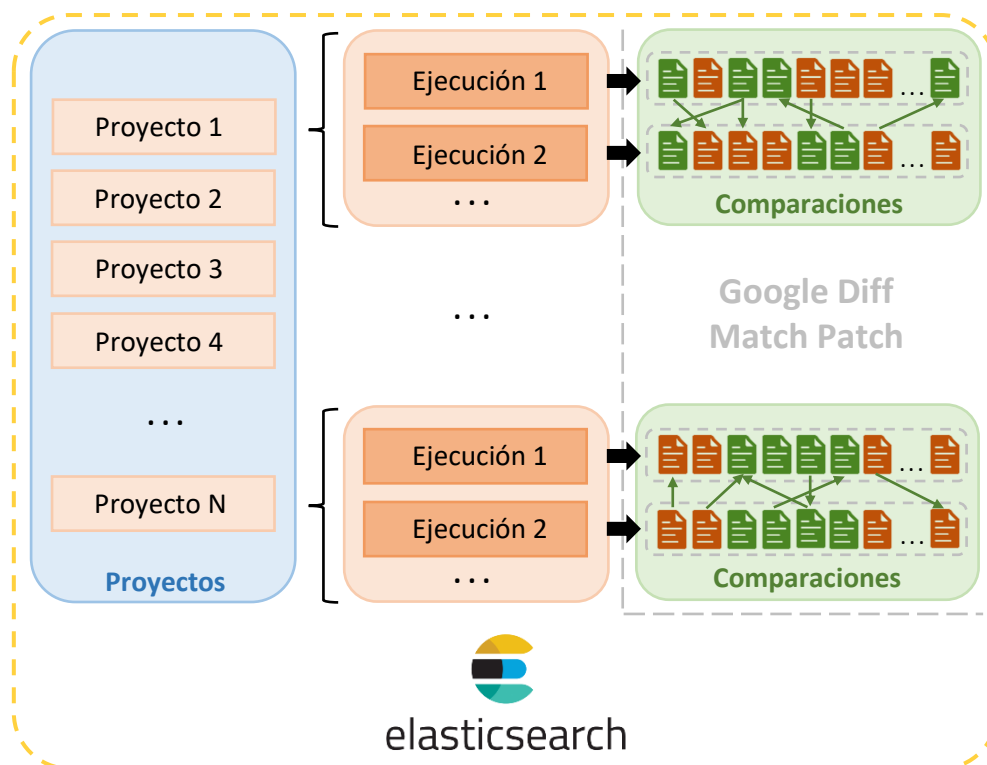 Proyecto 1
Proyecto 2
Proyecto 3
Proyecto 4
...
Proyecto N
Proyectos
Ejecución 1
Ejecución 2
...
...
Ejecución 1
Ejecución 2
...
...
...
Comparaciones
Google Diff
Match Patch
...
...
Comparaciones
elasticsearch